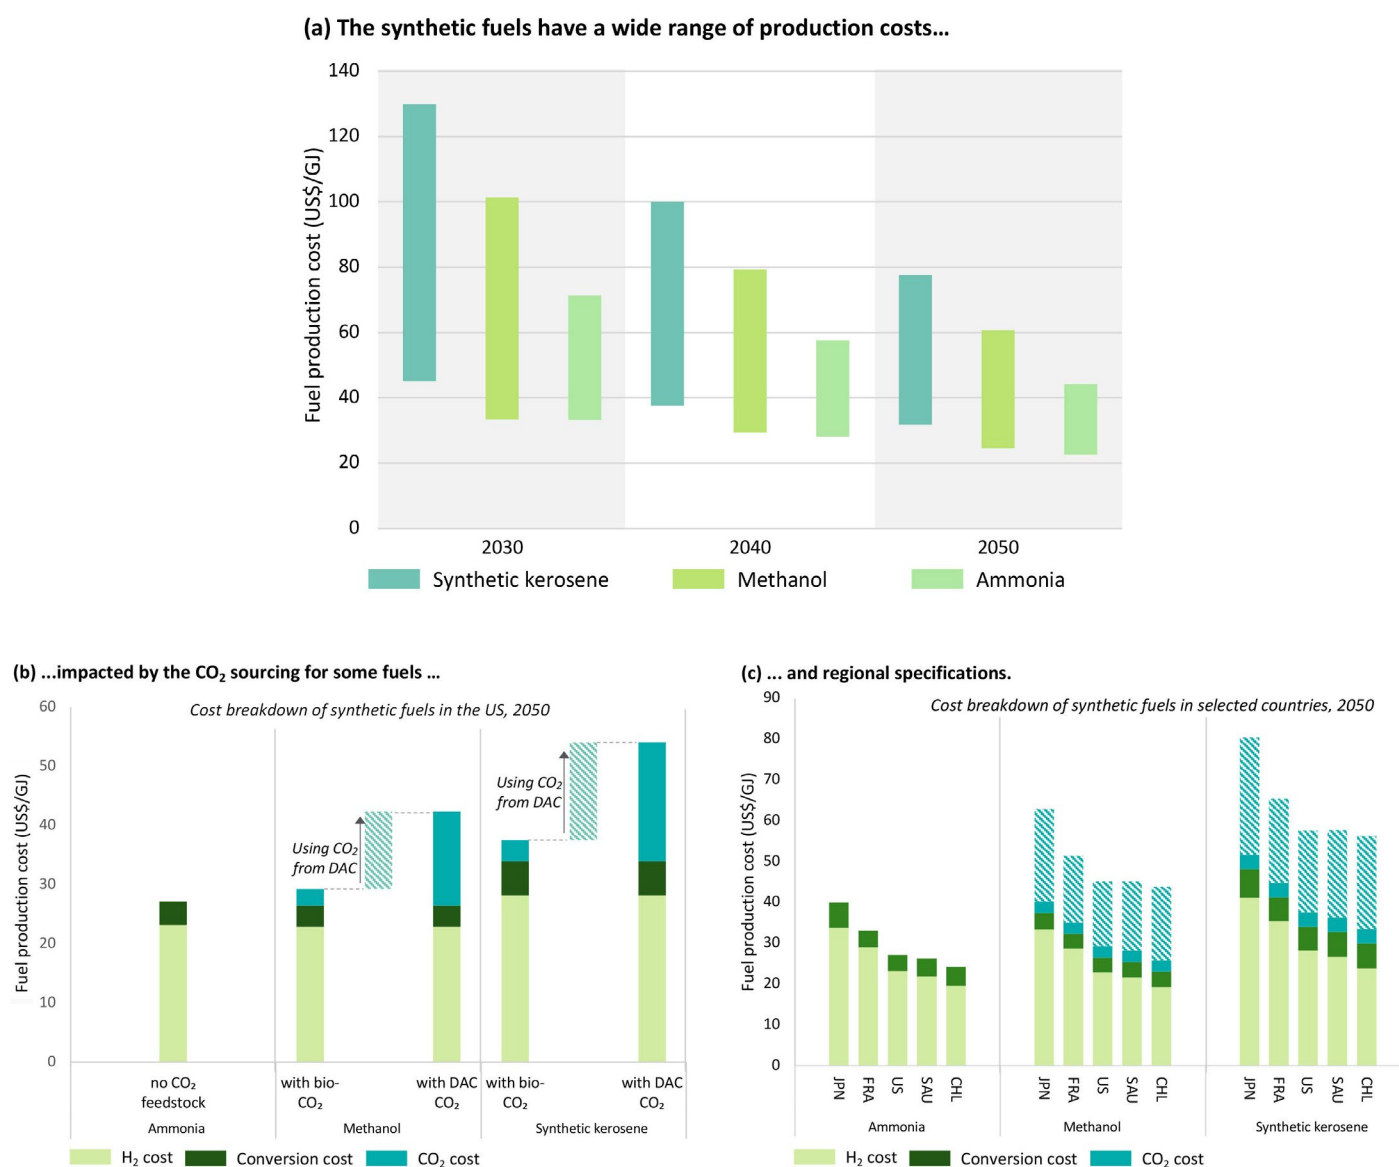 (a) The synthetic fuels have a wide range of production costs…
Fuel production cost (US$/GJ)
140
120
100
80
60
40
20
0
2030 2040 2050
Synthetic kerosene Methanol Ammonia
(b) ...impacted by the CO₂ sourcing for some fuels …
Cost breakdown of synthetic fuels in the US, 2050
Fuel production cost (US$/GJ)
60
50
40
30
20
10
0
Using CO₂
from DAC
Using CO₂
from DAC
no CO₂
feedstock
with bio-
CO₂
with DAC
CO₂
with bio-
CO₂
with DAC
CO₂
Ammonia Methanol Synthetic kerosene
H₂ cost Conversion cost CO₂ cost
(c) ... and regional specifications.
Cost breakdown of synthetic fuels in selected countries, 2050
Fuel production cost (US$/GJ)
90
80
70
60
50
40
30
20
10
0
JPN FRA US SAU CHL JPN FRA US SAU CHL JPN FRA US SAU CHL
Ammonia Methanol Synthetic kerosene
H₂ cost Conversion cost CO₂ cost